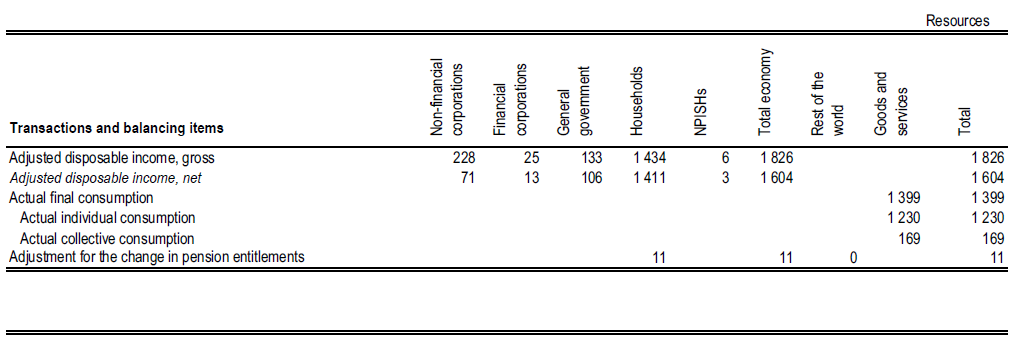 Resources
Transactions and balancing items Non-financial corporations Financial corporations General government Households NPISHs Total economy Rest of the world Goods and services Total
Adjusted disposable income, gross 228 25 133 1 434 6 1 826 1 826
Adjusted disposable income, net 71 13 106 1 411 3 1 604 1 604
Actual final consumption 1 399 1 399
Actual individual consumption 1 230 1 230
Actual collective consumption 169 169
Adjustment for the change in pension entitlements 11 11 0 11